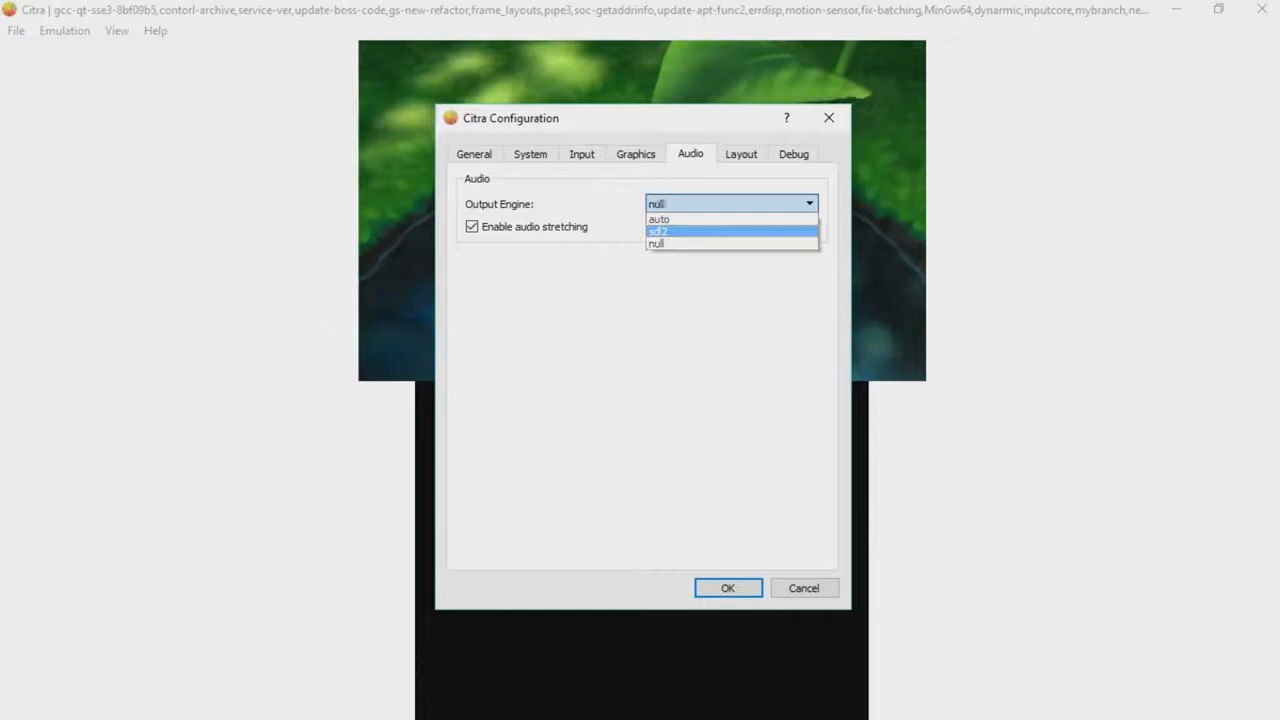 Citra | gcc-qt-sse3-8bf09b5,contorl-archive,service-ver,update-boss-code,gs-new-refactor,frame_layouts,pipe3,soc-getaddrinfo,update-apt-func2,errdisp,motion-sensor,fix-batching,MinGw64,dynarmic,inputcore,mybranch,ne...
File Emulation View Help
Citra Configuration
General System Input Graphics Audio Layout Debug
Audio
Output Engine: null
auto
Enable audio stretching
sdl2
null
OK Cancel